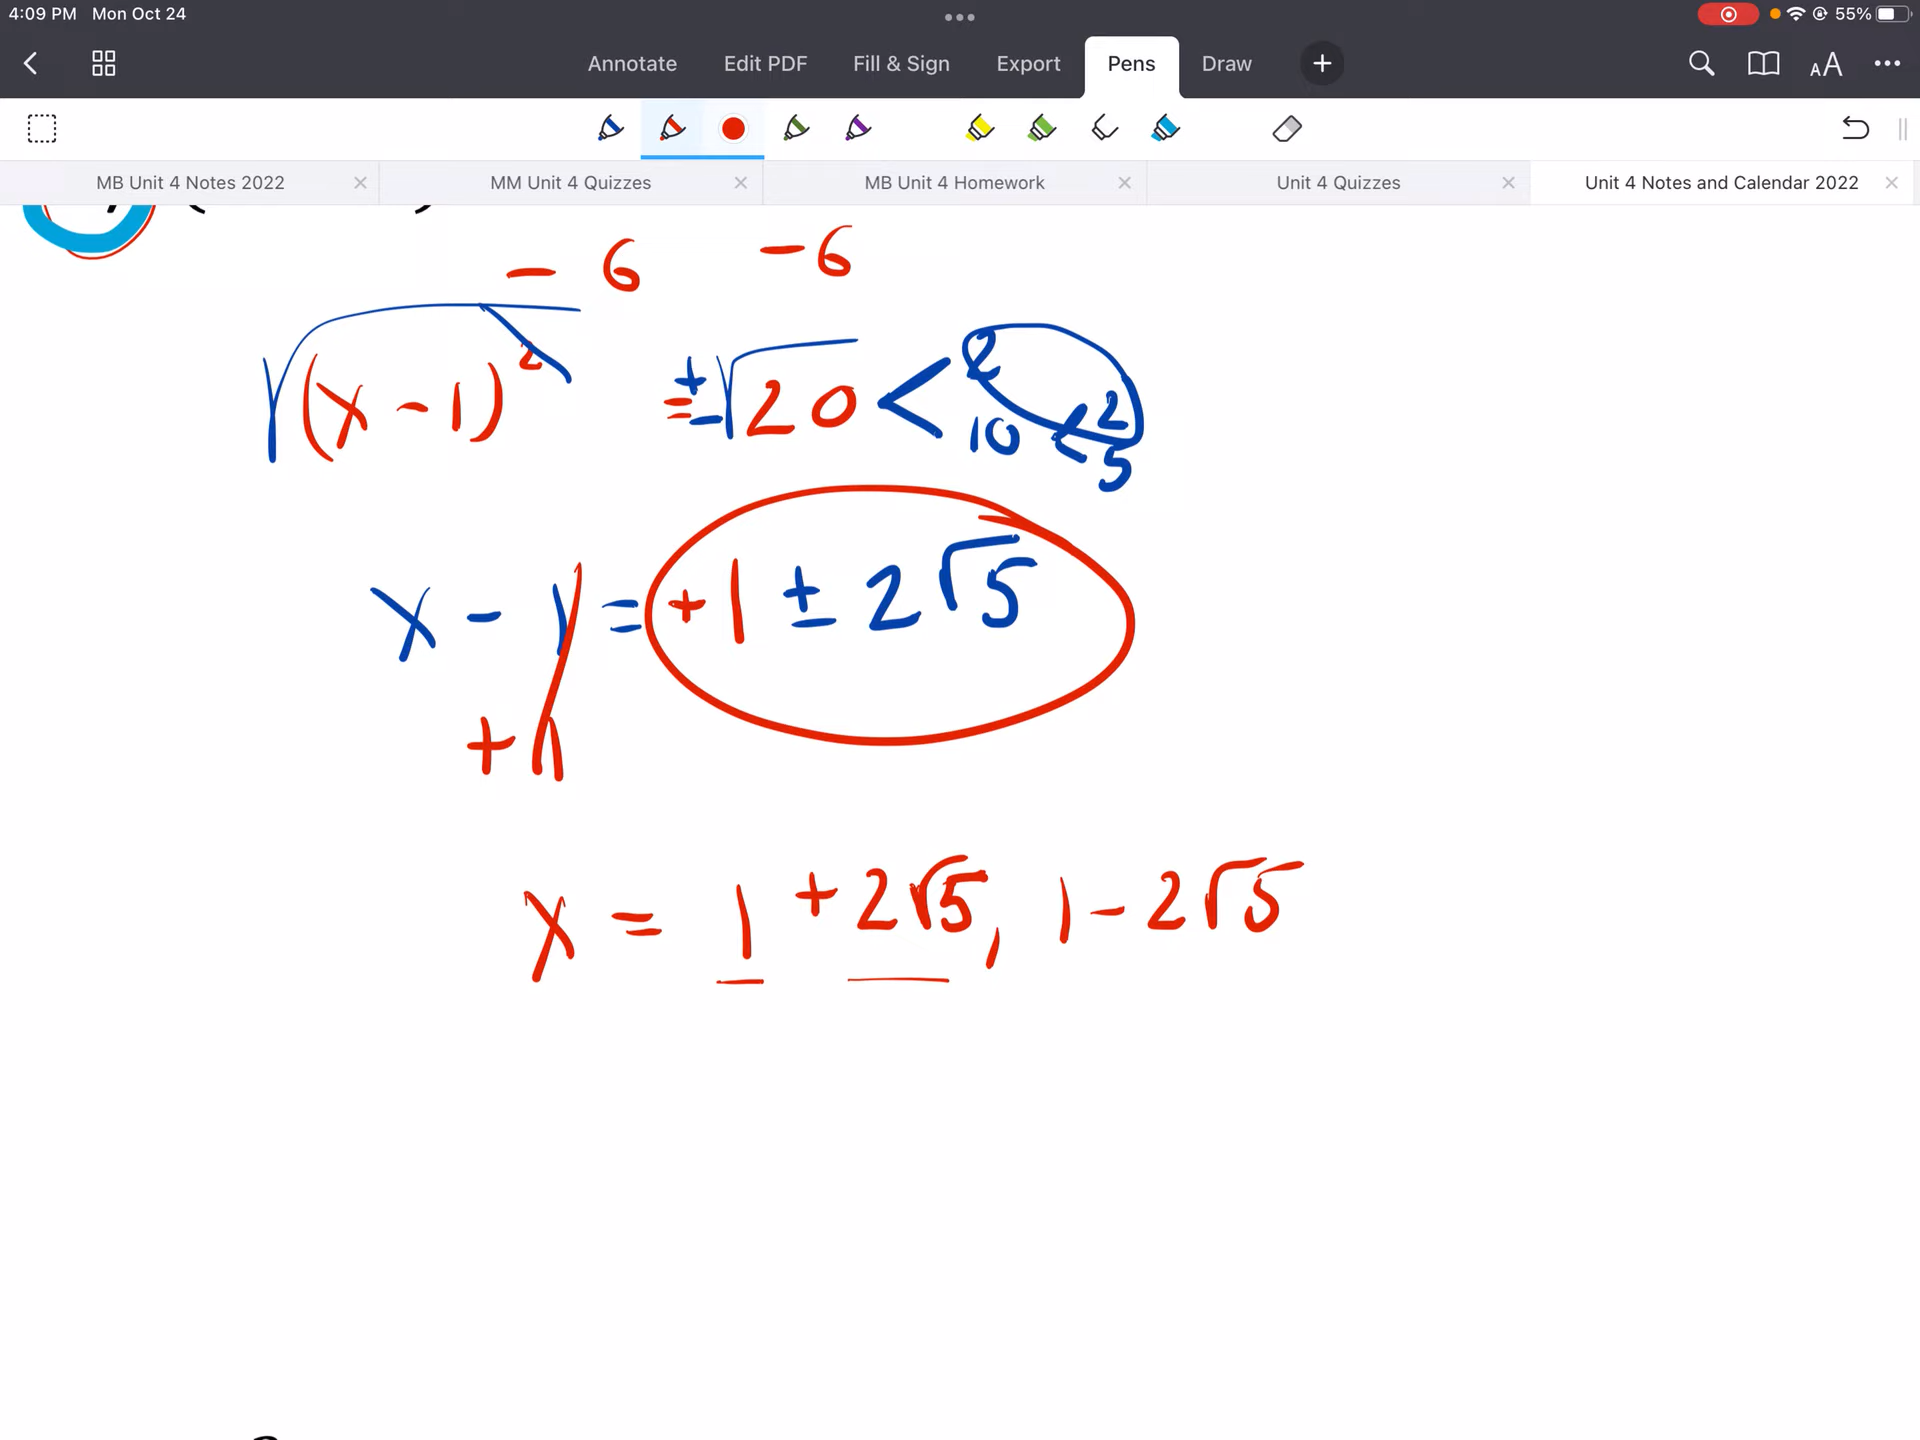 4:09 PM Mon Oct 24 55%
Annotate Edit PDF Fill & Sign Export Pens Draw + AA
MB Unit 4 Notes 2022 × MM Unit 4 Quizzes × MB Unit 4 Homework × Unit 4 Quizzes × Unit 4 Notes and Calendar 2022 ×
- 6 -6
√(x - 1)² = ±√20 < 2
10 < 2
5
x - 1 = +1 ± 2√5
+1
x = 1 + 2√5, 1 - 2√5